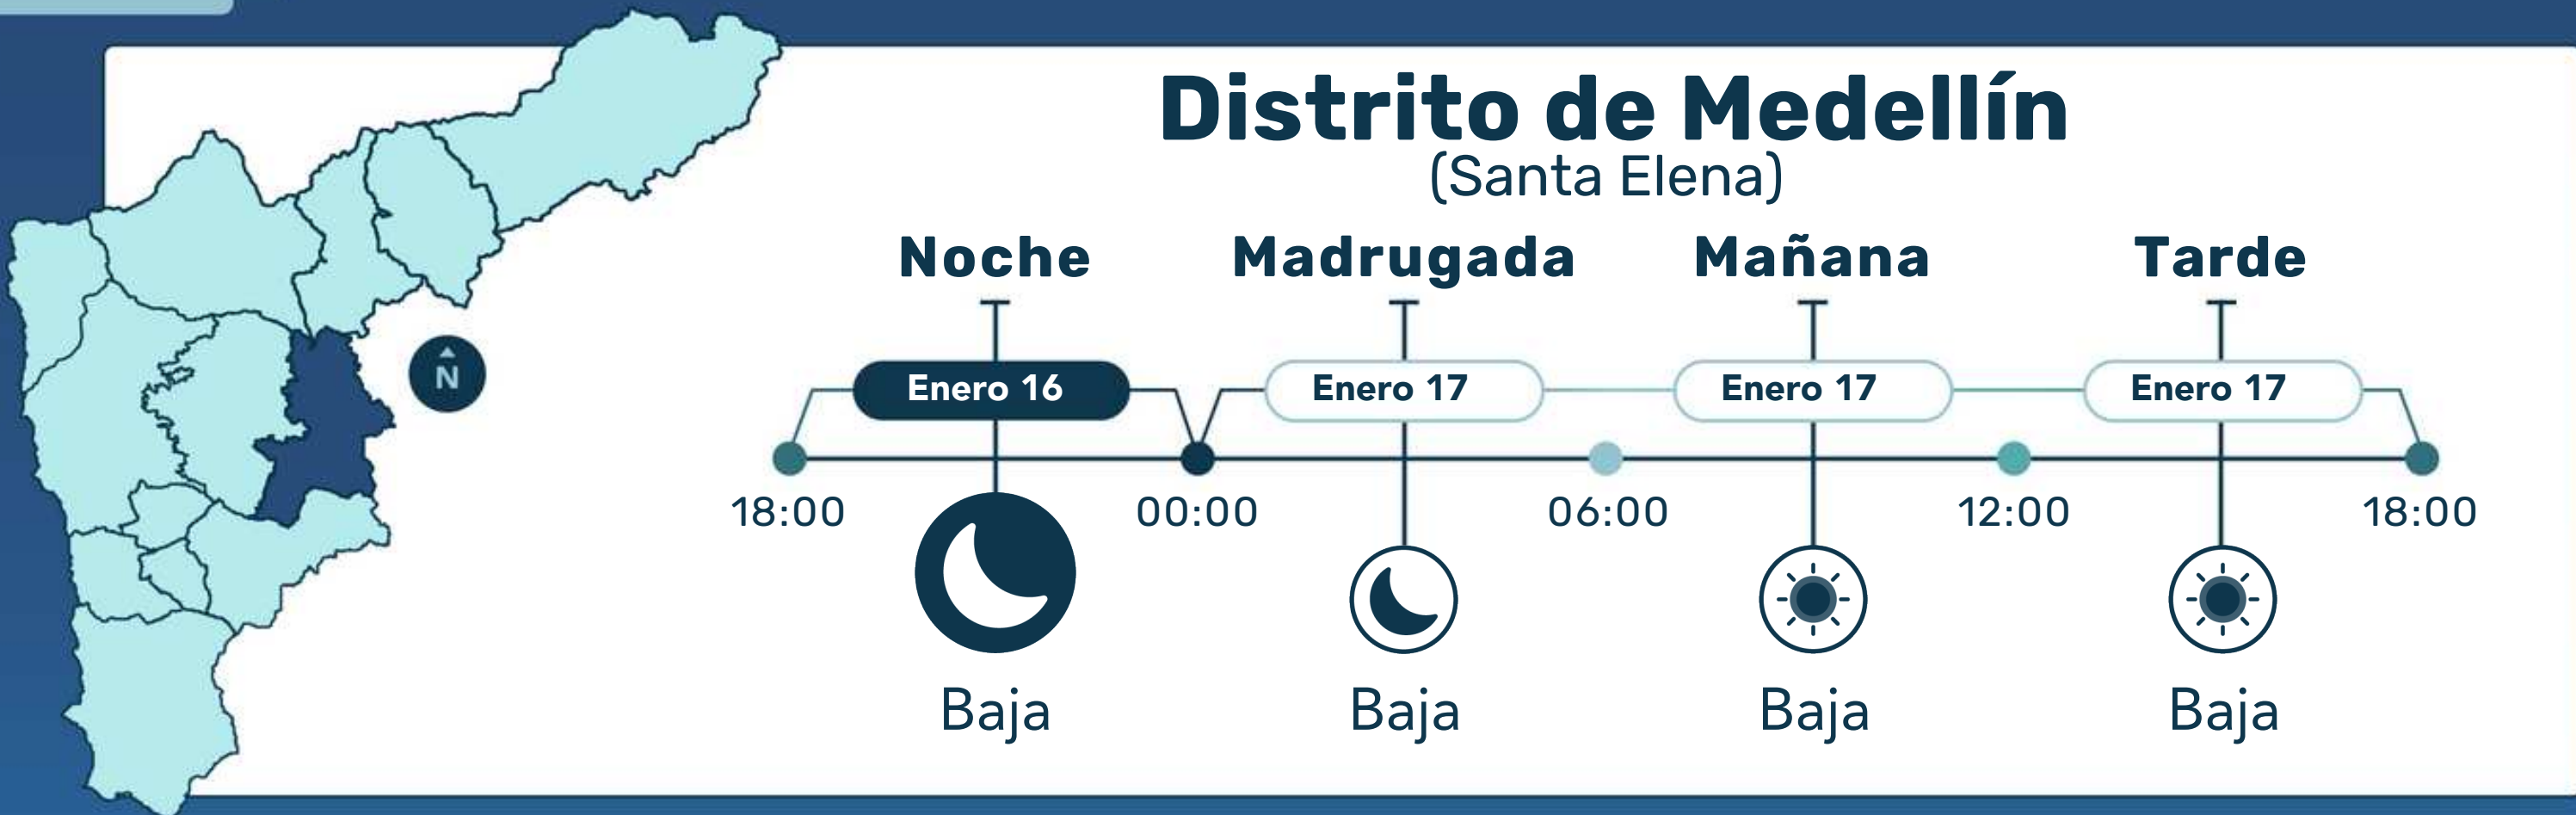 Distrito de Medellín
(Santa Elena)
Noche Madrugada Mañana Tarde
N
Enero 16 Enero 17 Enero 17 Enero 17
18:00 00:00 06:00 12:00 18:00
Baja Baja Baja Baja